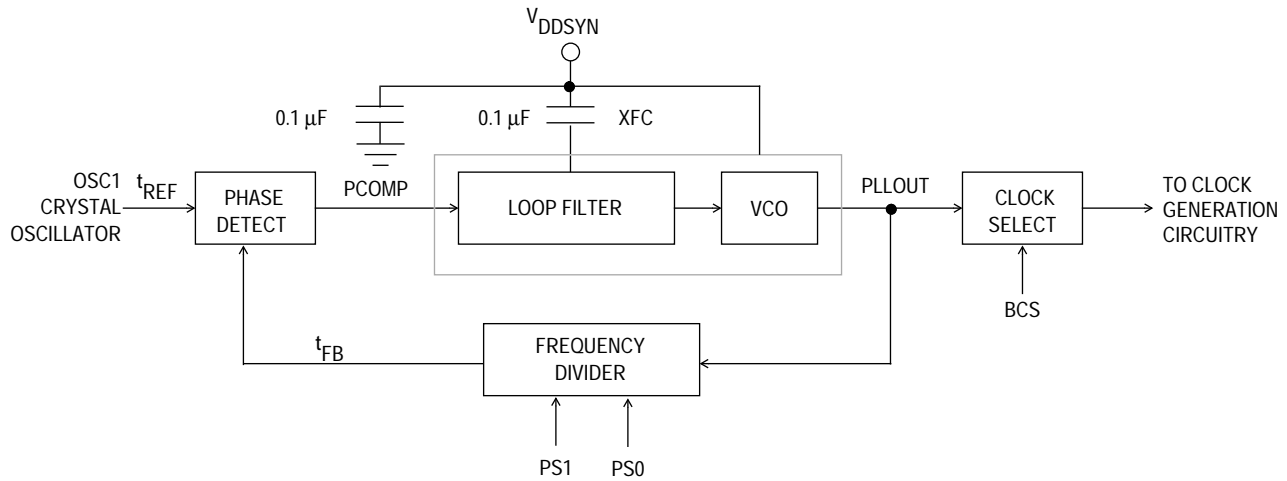 VDDSYN
0.1 µF
0.1 µF
XFC
OSC1
CRYSTAL
OSCILLATOR
tREF
PHASE
DETECT
PCOMP
LOOP FILTER
VCO
PLLOUT
CLOCK
SELECT
TO CLOCK
GENERATION
CIRCUITRY
BCS
tFB
FREQUENCY
DIVIDER
PS1
PS0